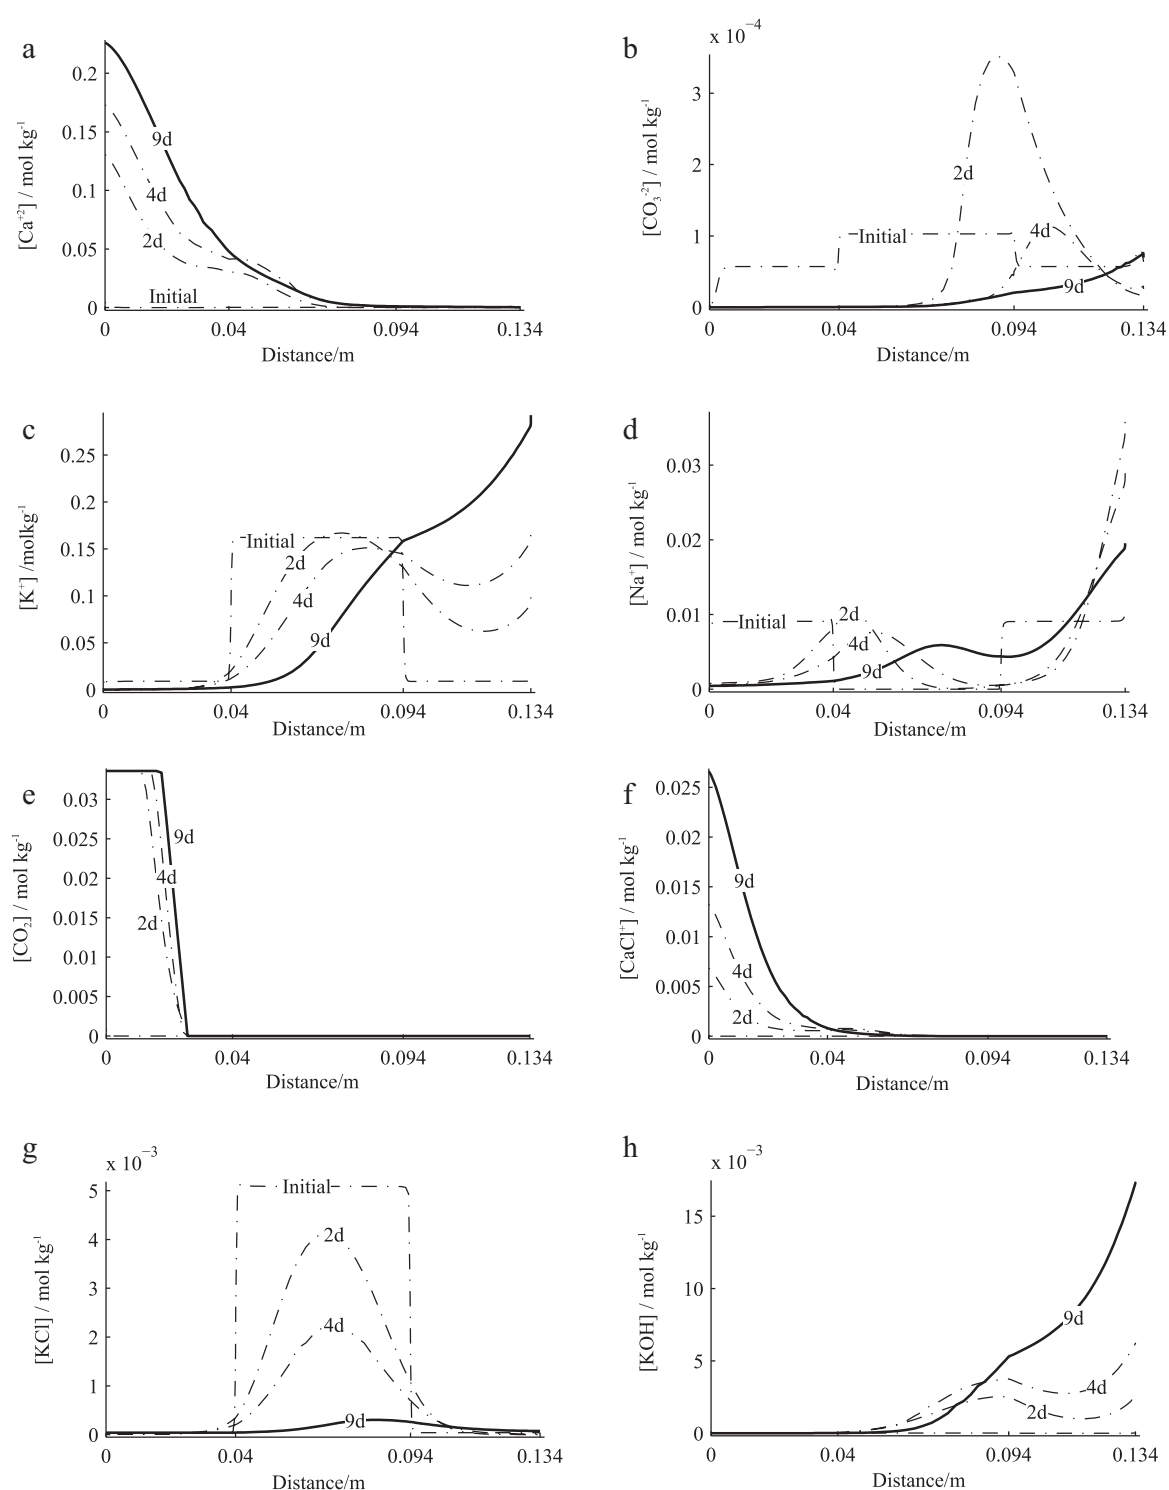 a
[Ca⁺²] / mol kg⁻¹
0.2
0.15
0.1
0.05
0
9d
4d
2d
Initial
0 0.04 0.094 0.134
Distance/m
b
x 10⁻⁴
[CO₃⁻²] / mol kg⁻¹
3
2
1
0
2d
4d
Initial
9d
0 0.04 0.094 0.134
Distance/m
c
[K⁺] /molkg⁻¹
0.25
0.2
0.15
0.1
0.05
0
Initial
2d
4d
9d
0 0.04 0.094 0.134
Distance/m
d
[Na⁺] / mol kg⁻¹
0.03
0.02
0.01
0
Initial
2d
4d
9d
0 0.04 0.094 0.134
Distance/m
e
[CO₂] / mol kg⁻¹
0.03
0.025
0.02
0.015
0.01
0.005
0
9d
4d
2d
0 0.04 0.094 0.134
Distance/m
f
[CaCl⁺] / mol kg⁻¹
0.025
0.02
0.015
0.01
0.005
0
9d
4d
2d
0 0.04 0.094 0.134
Distance/m
g
x 10⁻³
[KCl] / mol kg⁻¹
5
4
3
2
1
0
Initial
2d
4d
9d
0 0.04 0.094 0.134
Distance/m
h
x 10⁻³
[KOH] / mol kg⁻¹
15
10
5
0
9d
4d
2d
0 0.04 0.094 0.134
Distance/m